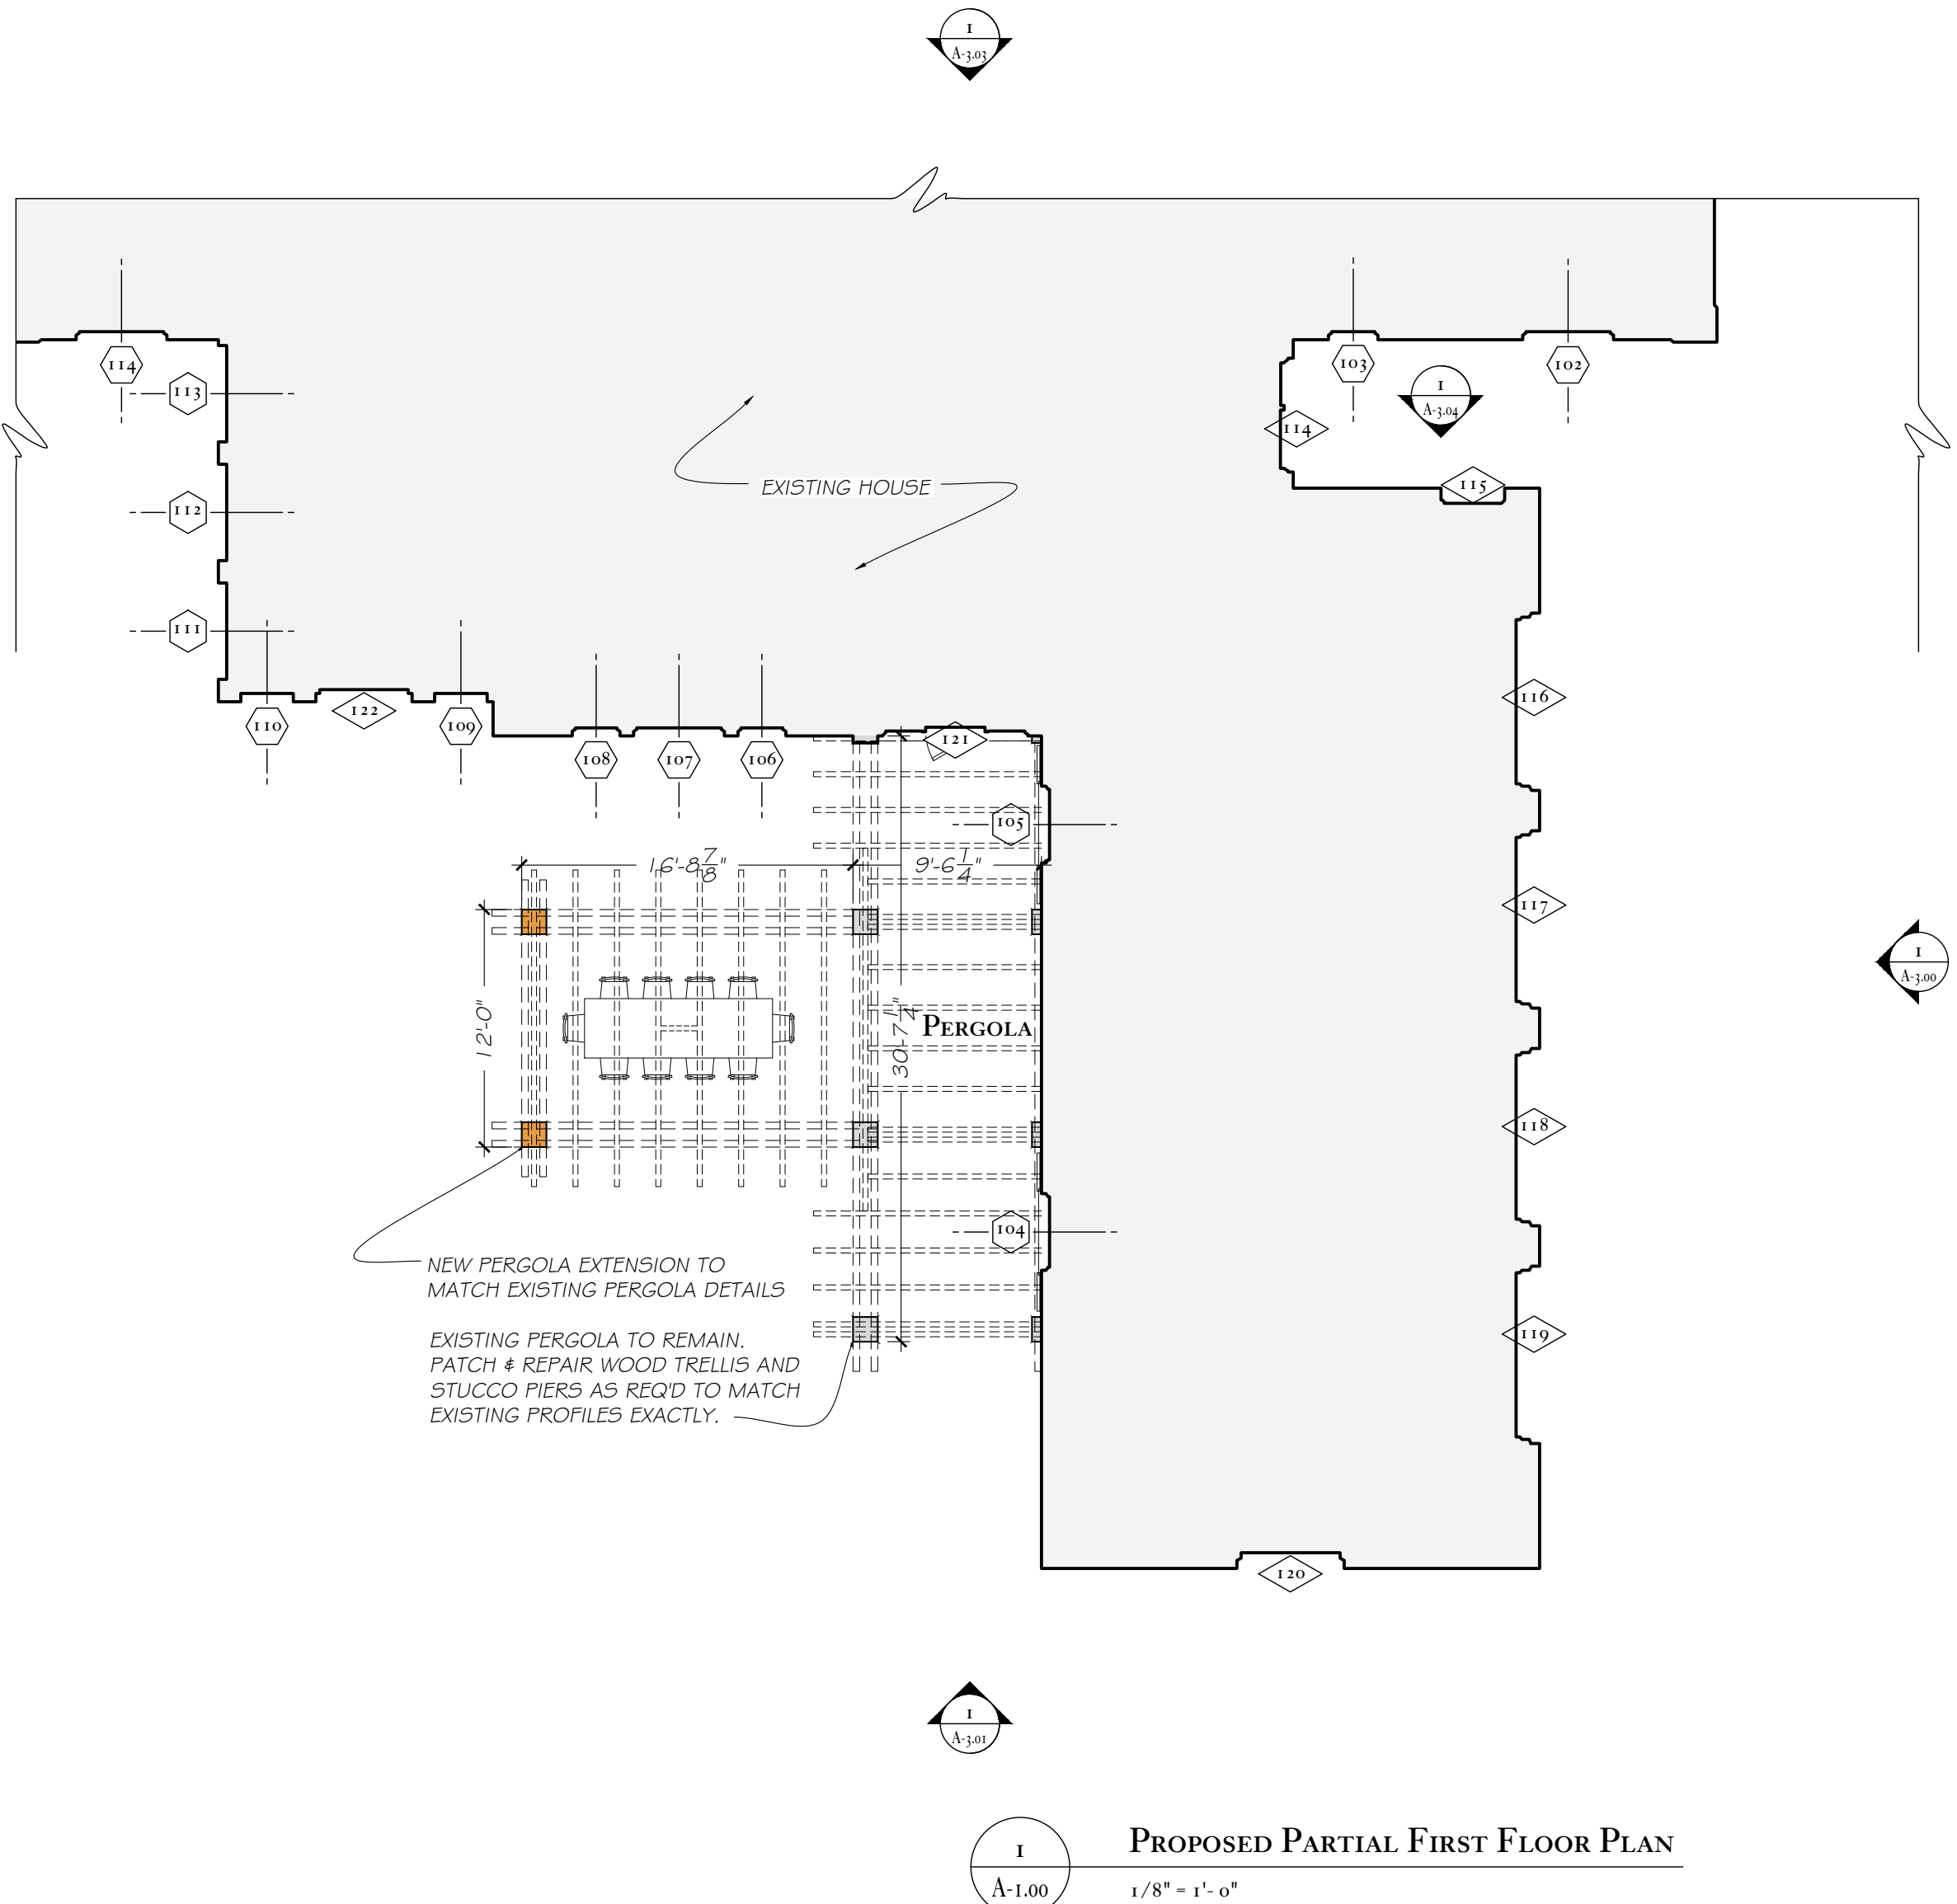 1
A-3.03
114
113
103
102
1
A-3.04
114
EXISTING HOUSE
115
112
111
116
110
122
109
108
107
106
121
105
16'-8 7/8"
9'-6 1/4"
117
1
A-3.00
12'-0"
30'-7 1/4"
PERGOLA
118
104
NEW PERGOLA EXTENSION TO
MATCH EXISTING PERGOLA DETAILS
119
EXISTING PERGOLA TO REMAIN.
PATCH & REPAIR WOOD TRELLIS AND
STUCCO PIERS AS REQ'D TO MATCH
EXISTING PROFILES EXACTLY.
120
1
A-3.01
1
A-1.00
PROPOSED PARTIAL FIRST FLOOR PLAN
1/8" = 1'-0"